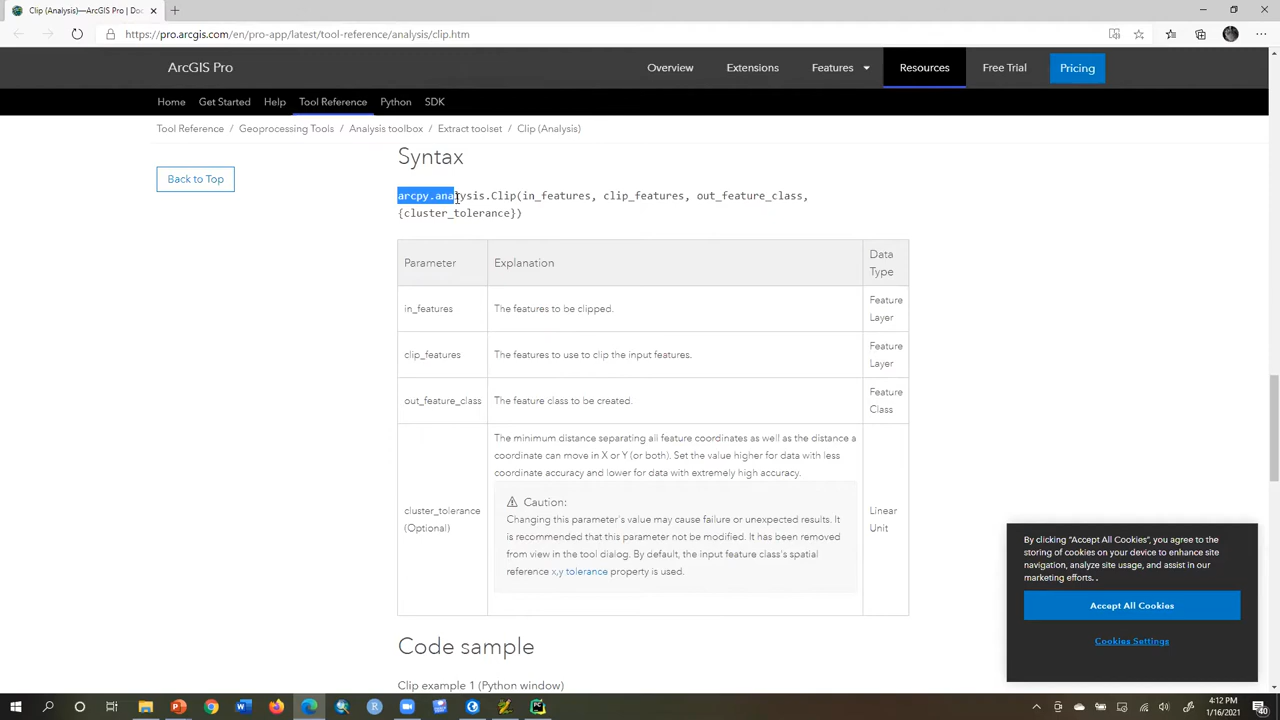 Clip (Analysis)—ArcGIS Pro | Doc
https://pro.arcgis.com/en/pro-app/latest/tool-reference/analysis/clip.htm
ArcGIS Pro
Overview
Extensions
Features
Resources
Free Trial
Pricing
Home
Get Started
Help
Tool Reference
Python
SDK
Tool Reference / Geoprocessing Tools / Analysis toolbox / Extract toolset / Clip (Analysis)
Back to Top
Syntax
arcpy.analysis.Clip(in_features, clip_features, out_feature_class,
{cluster_tolerance})
Parameter
Explanation
Data
Type
in_features
The features to be clipped.
Feature
Layer
clip_features
The features to use to clip the input features.
Feature
Layer
out_feature_class
The feature class to be created.
Feature
Class
cluster_tolerance
(Optional)
The minimum distance separating all feature coordinates as well as the distance a
coordinate can move in X or Y (or both). Set the value higher for data with less
coordinate accuracy and lower for data with extremely high accuracy.
Caution:
Changing this parameter's value may cause failure or unexpected results. It
is recommended that this parameter not be modified. It has been removed
from view in the tool dialog. By default, the input feature class's spatial
reference x,y tolerance property is used.
Linear
Unit
Code sample
Clip example 1 (Python window)
By clicking “Accept All Cookies”, you agree to the
storing of cookies on your device to enhance site
navigation, analyze site usage, and assist in our
marketing efforts. .
Accept All Cookies
Cookies Settings
4:12 PM
1/16/2021
40